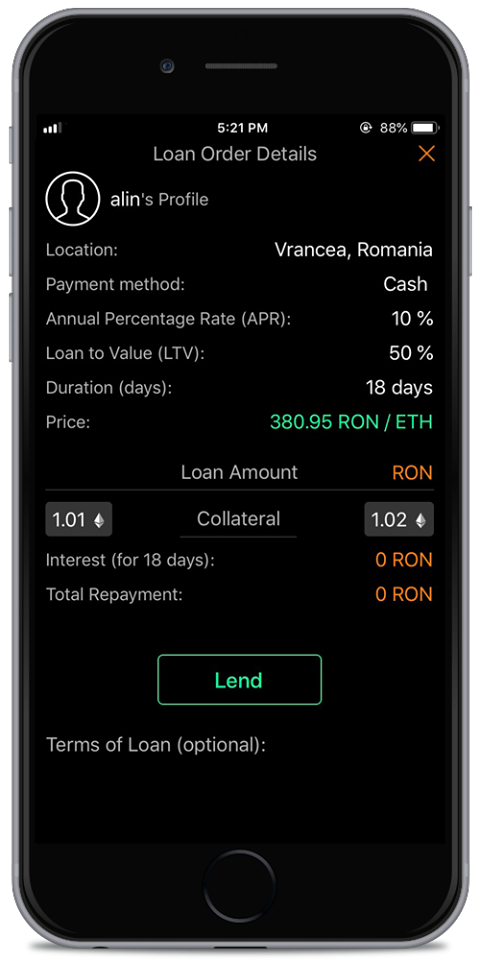 5:21 PM 88%
Loan Order Details
alin's Profile
Location: Vrancea, Romania
Payment method: Cash
Annual Percentage Rate (APR): 10 %
Loan to Value (LTV): 50 %
Duration (days): 18 days
Price: 380.95 RON / ETH
Loan Amount RON
1.01 Collateral 1.02
Interest (for 18 days): 0 RON
Total Repayment: 0 RON
Lend
Terms of Loan (optional):